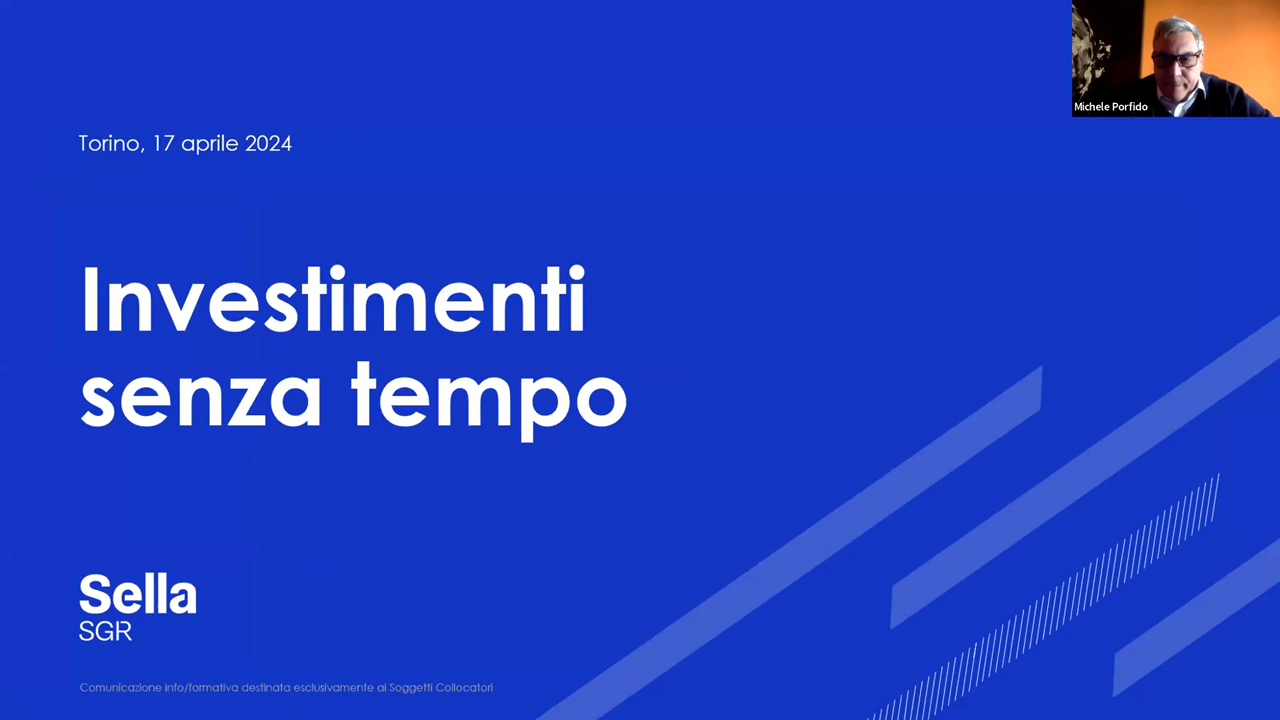 Michele Porfido
Torino, 17 aprile 2024
Investimenti
senza tempo
Sella
SGR
Comunicazione info/formativa destinata esclusivamente ai Soggetti Collocatori